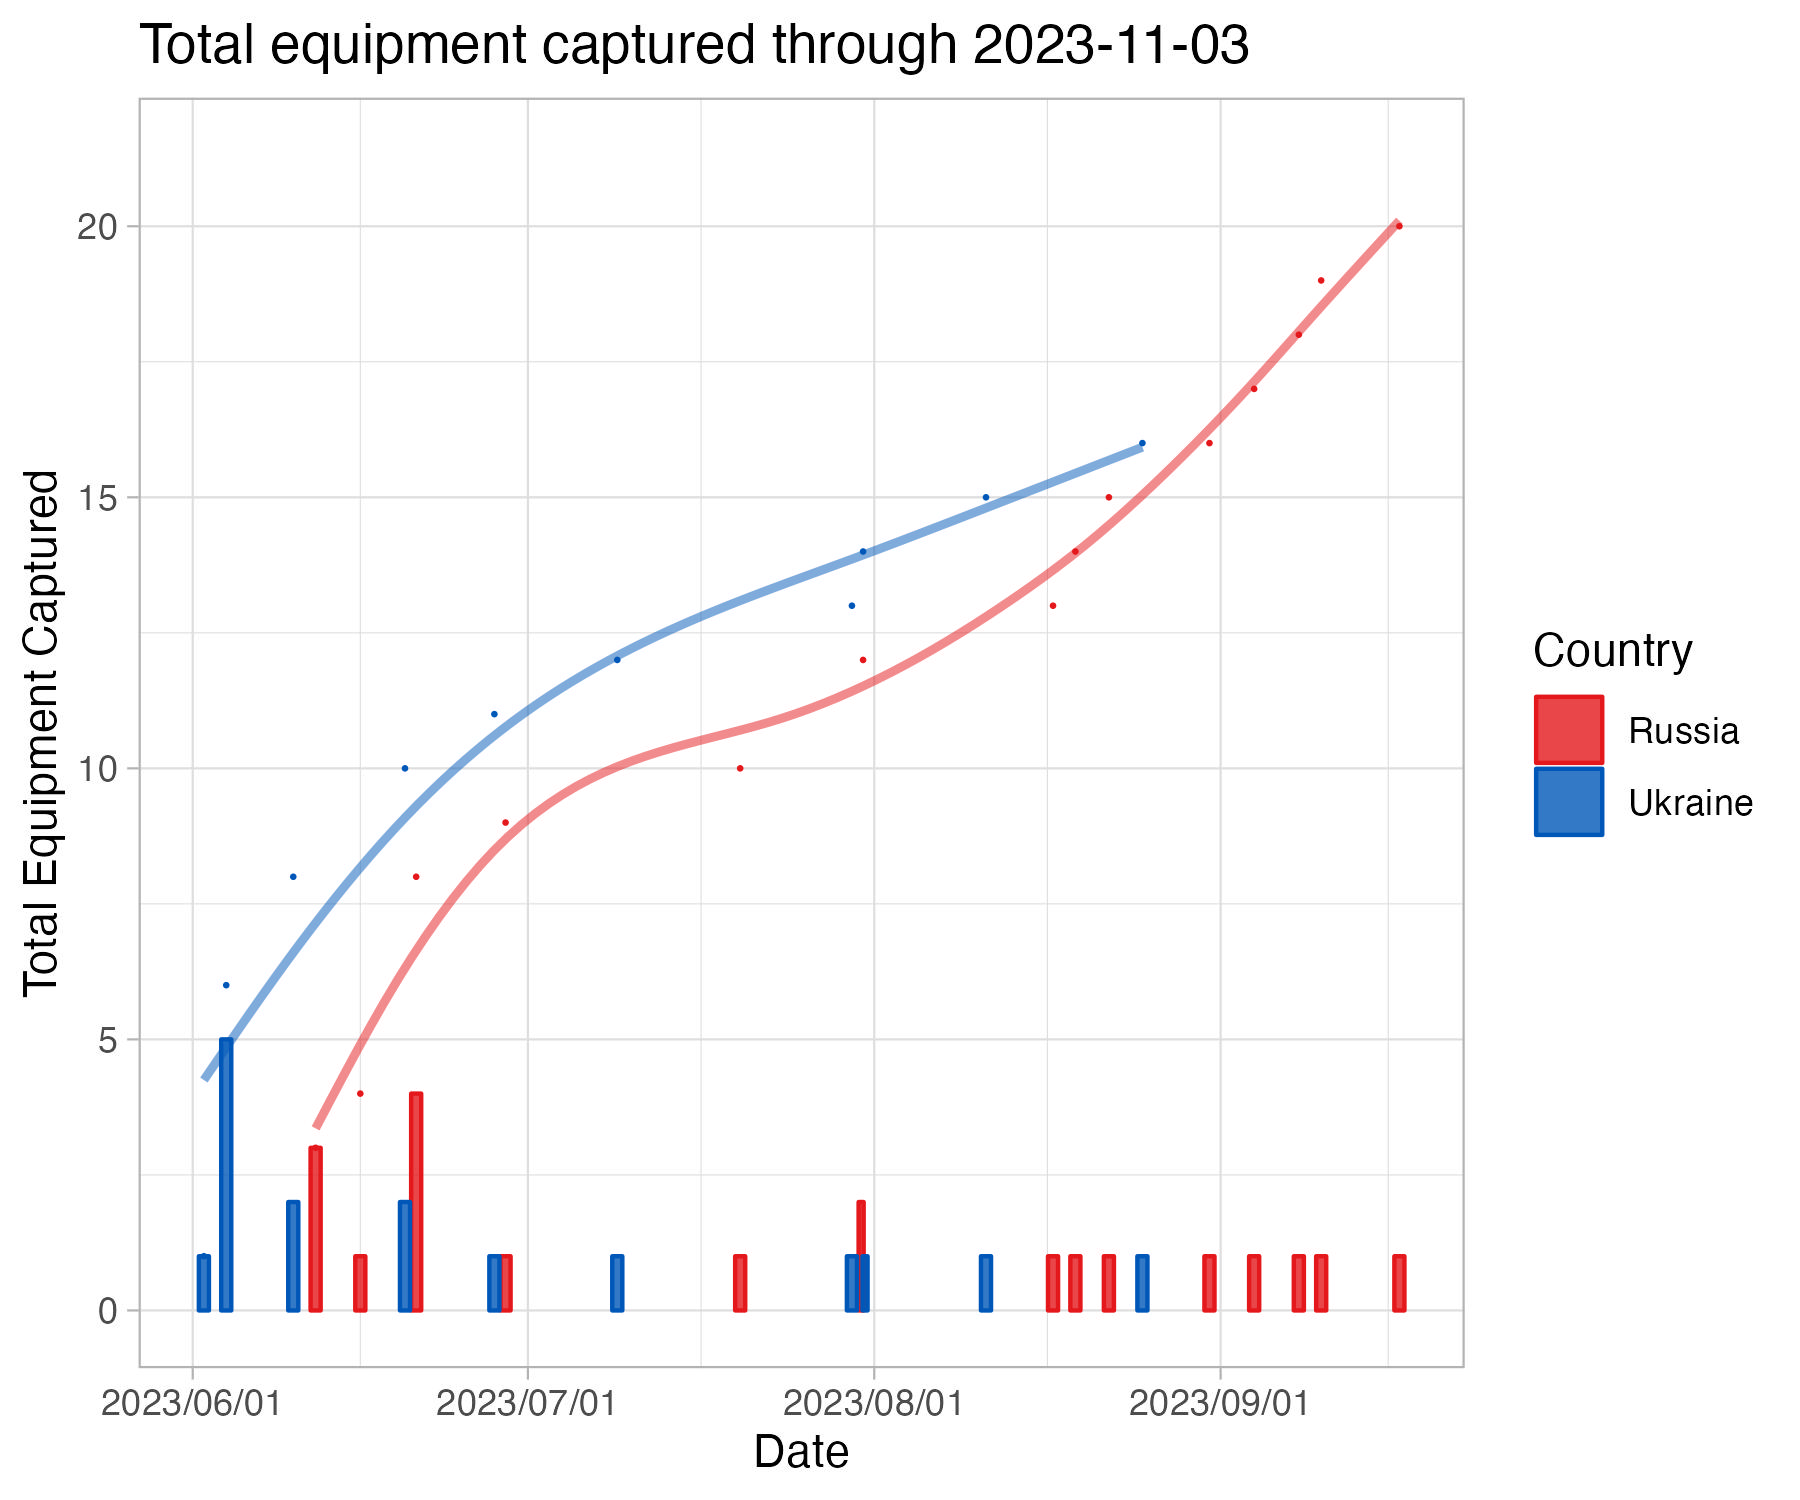 Total equipment captured through 2023-11-03
Total Equipment Captured
20
15
10
5
0
2023/06/01
2023/07/01
2023/08/01
2023/09/01
Date
Country
Russia
Ukraine